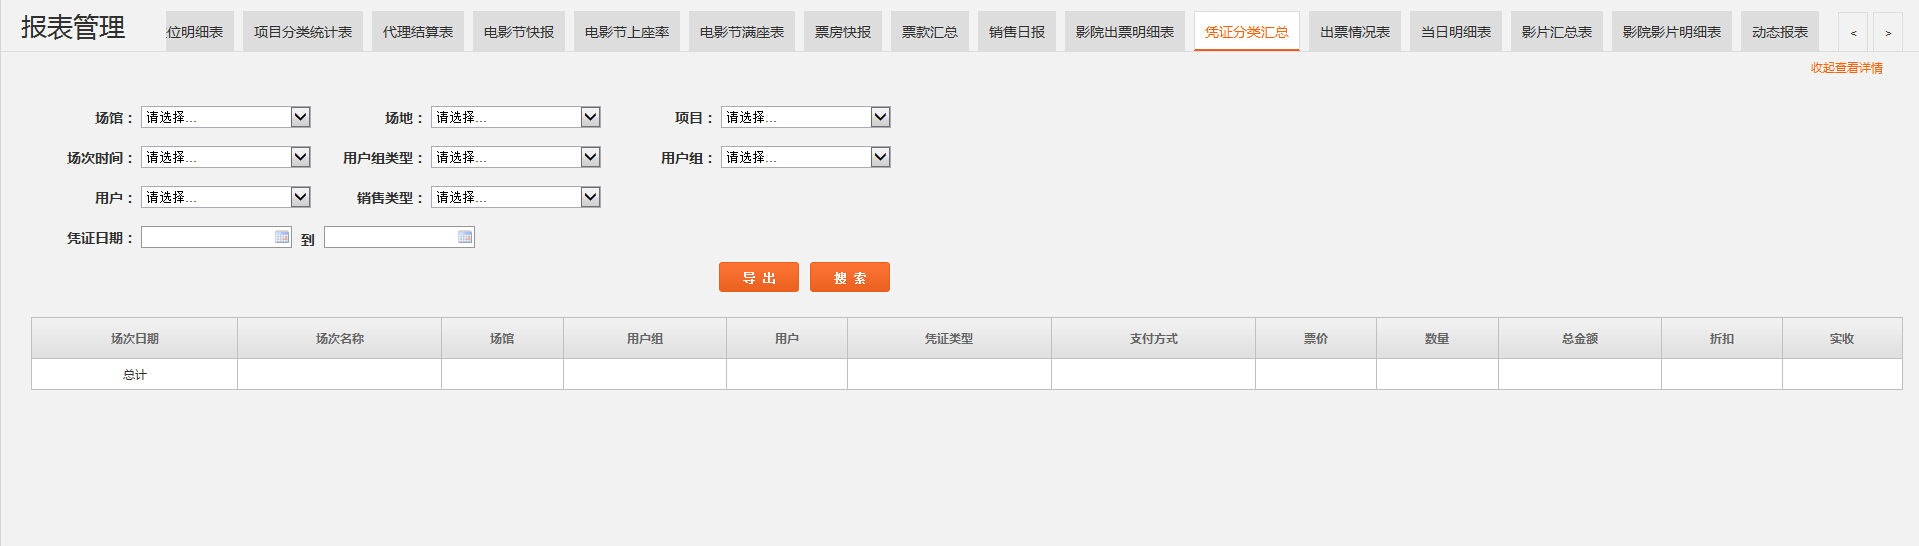 报表管理 位明细表 项目分类统计表 代理结算表 电影节快报 电影节上座率 电影节满座表 票房快报 票款汇总 销售日报 影院出票明细表 凭证分类汇总 出票情况表 当日明细表 影片汇总表 影院影片明细表 动态报表 < >
收起查看详情
场馆： 请选择... 场地： 请选择... 项目： 请选择...
场次时间： 请选择... 用户组类型： 请选择... 用户组： 请选择...
用户： 请选择... 销售类型： 请选择...
凭证日期： 到
导 出 搜 索
场次日期 场次名称 场馆 用户组 用户 凭证类型 支付方式 票价 数量 总金额 折扣 实收
总计